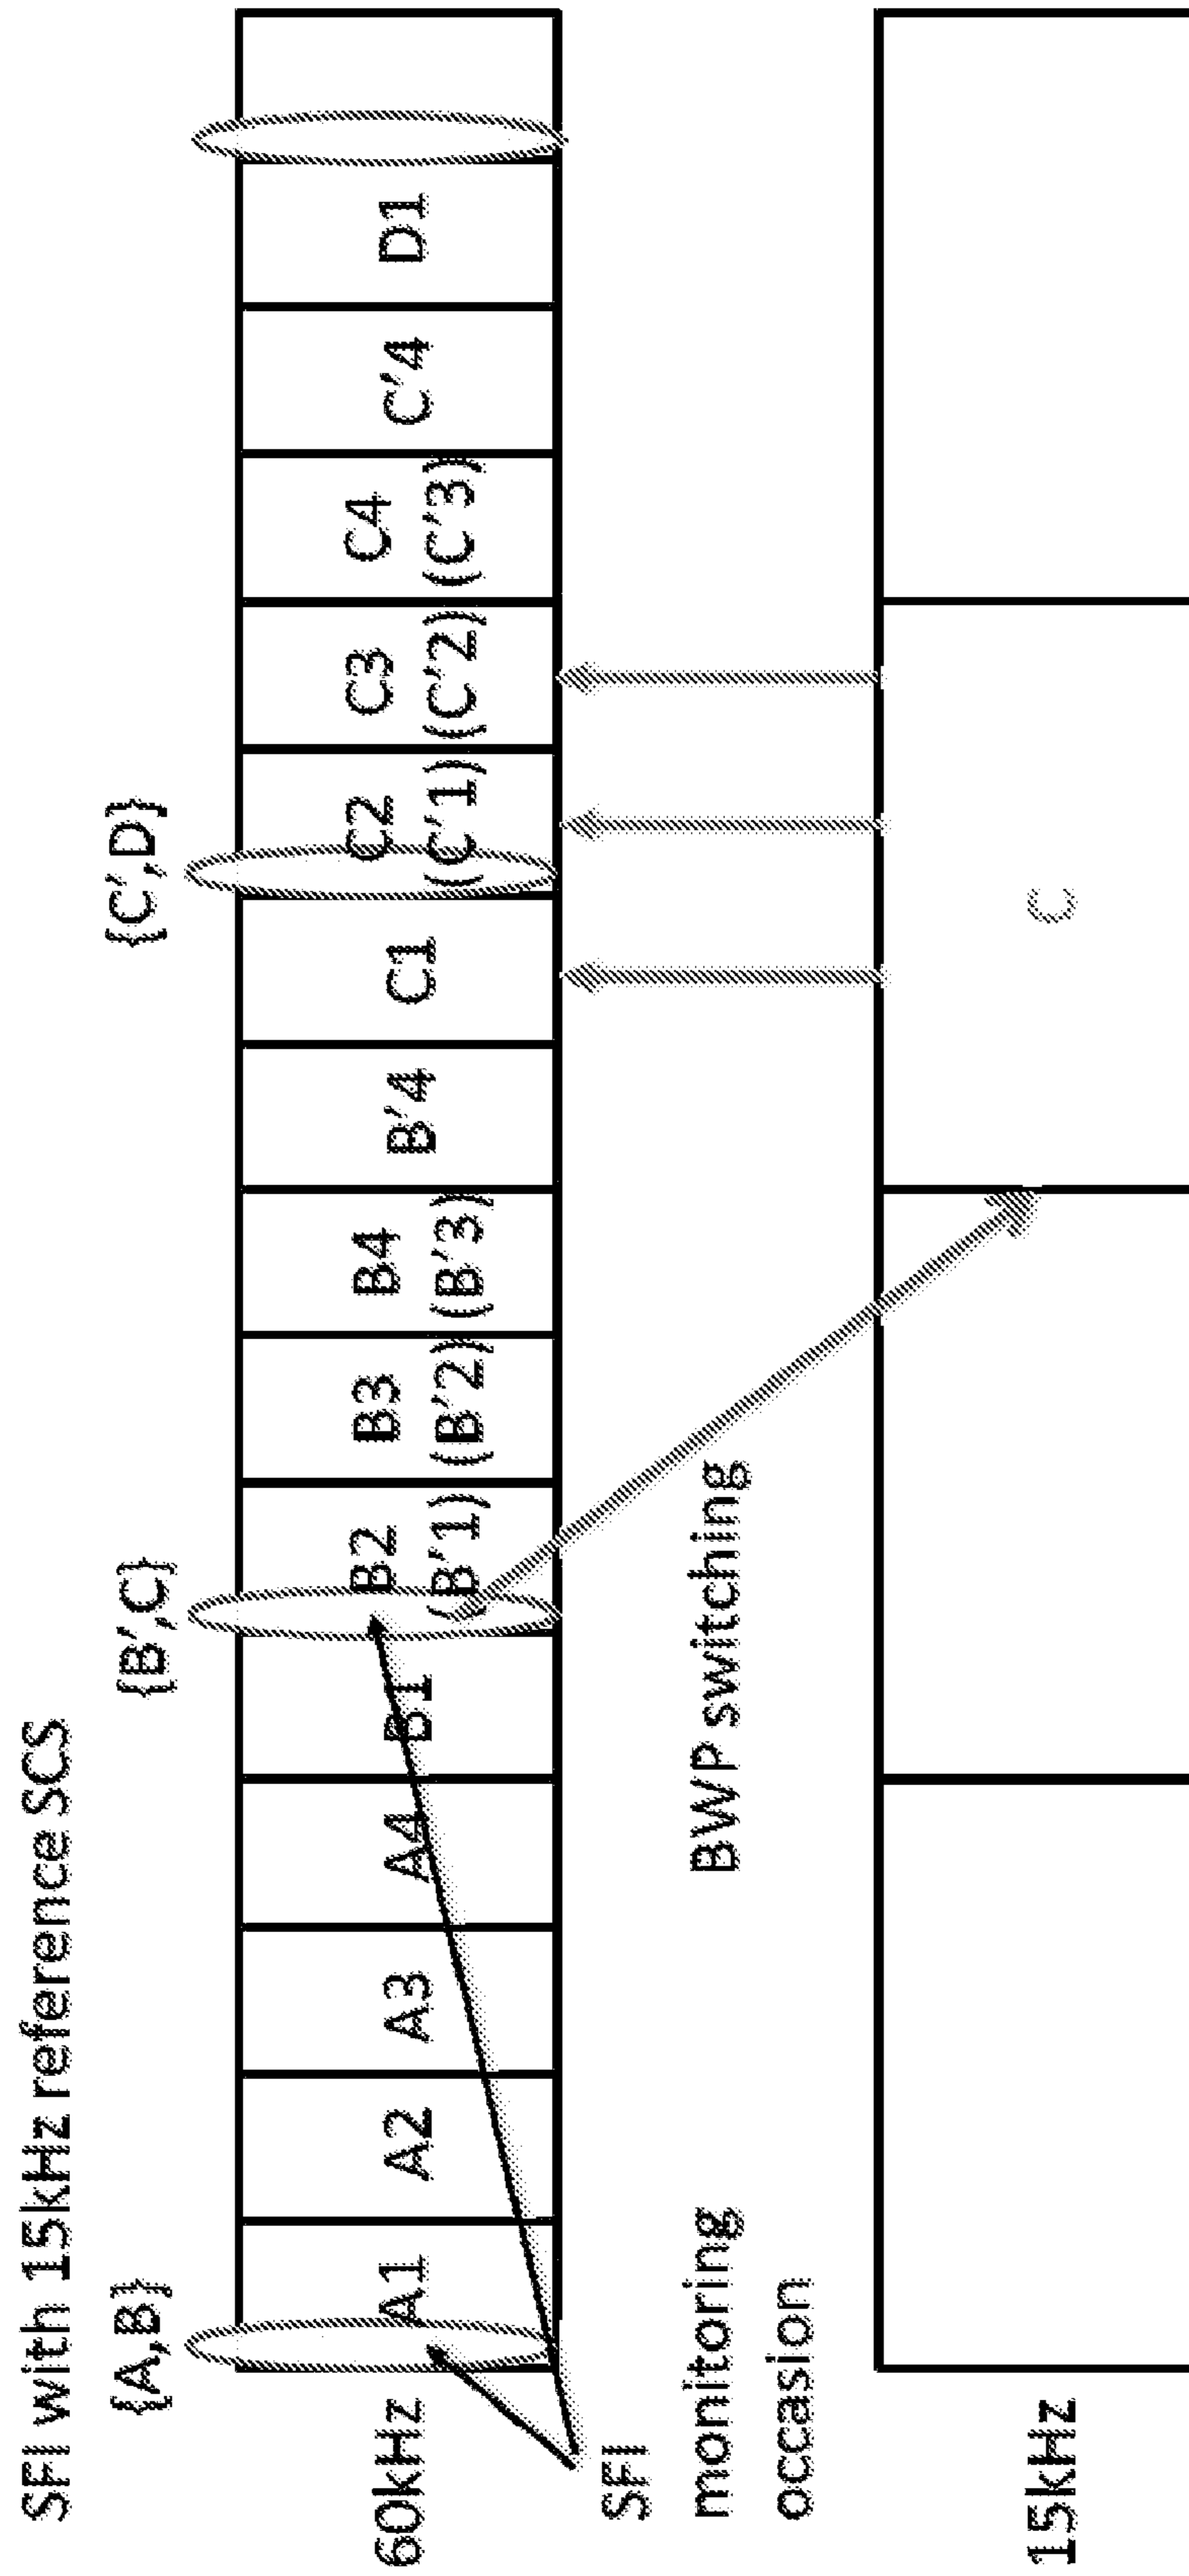 SFI with 15kHz reference SCS
{A,B}
{B',C}
{C',D}
60kHz
A1
A2
A3
A4
B1
B2
(B'1)
B3
(B'2)
B4
(B'3)
B'4
C1
C2
(C'1)
C3
(C'2)
C4
(C'3)
C'4
D1
SFI
monitoring
occasion
BWP switching
15kHz
C